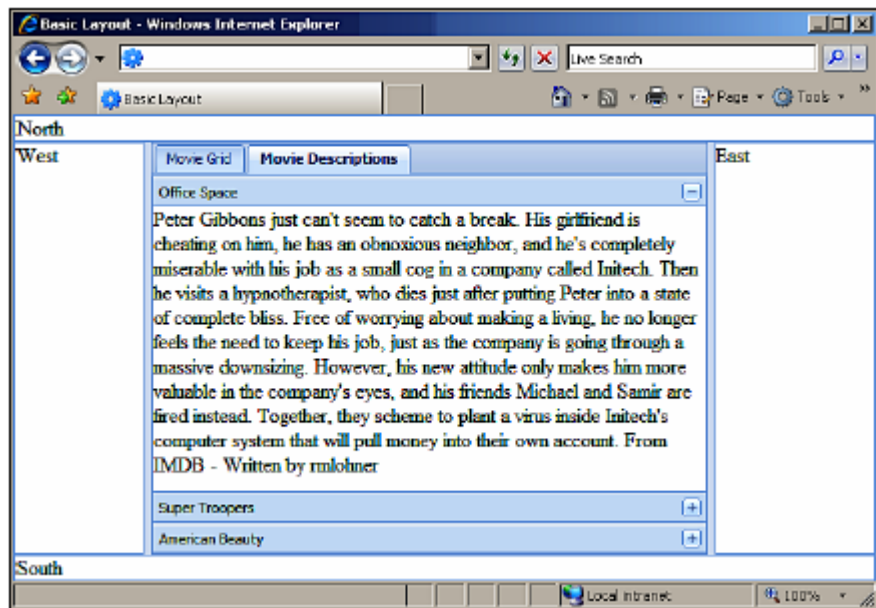 Basic Layout - Windows Internet Explorer
Live Search
Basic Layout
Page
Tools
North
West
Movie Grid
Movie Descriptions
East
Office Space
Peter Gibbons just can't seem to catch a break. His girlfriend is
cheating on him, he has an obnoxious neighbor, and he's completely
miserable with his job as a small cog in a company called Initech. Then
he visits a hypnotherapist, who dies just after putting Peter into a state
of complete bliss. Free of worrying about making a living, he no longer
feels the need to keep his job, just as the company is going through a
massive downsizing. However, his new attitude only makes him more
valuable in the company's eyes, and his friends Michael and Samir are
fired instead. Together, they scheme to plant a virus inside Initech's
computer system that will pull money into their own account. From
IMDB - Written by rmlohner
Super Troopers
American Beauty
South
Local intranet
100%